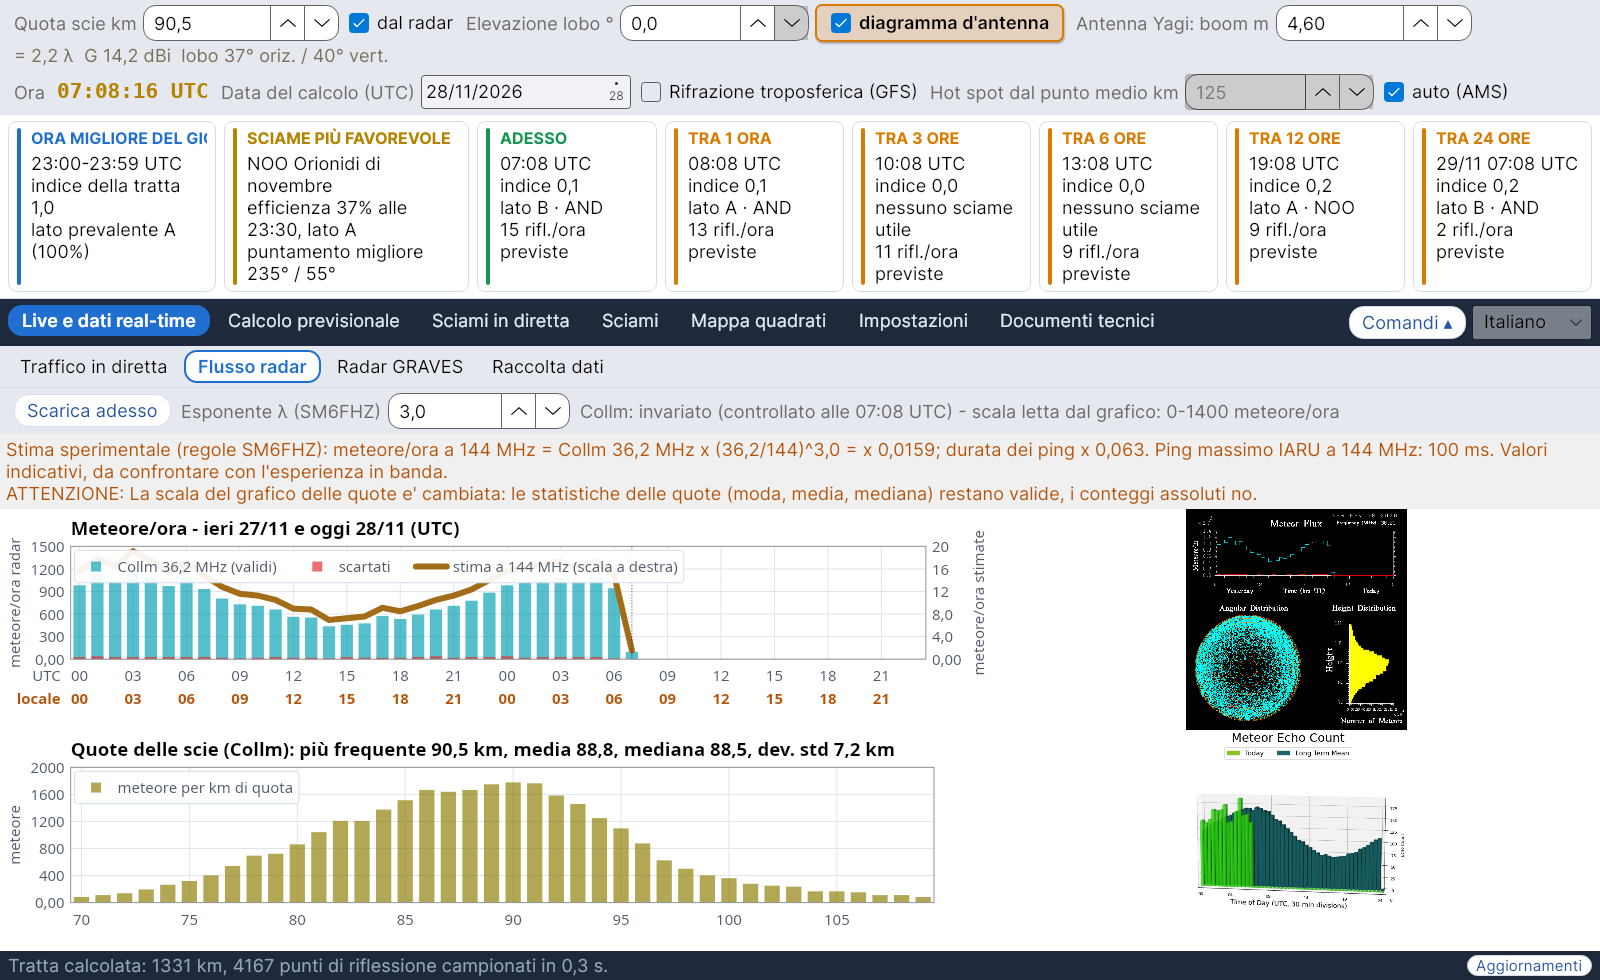 Quota scie km 90,5 dal radar Elevazione lobo ° 0,0 diagramma d'antenna Antenna Yagi: boom m 4,60
= 2,2 λ G 14,2 dBi lobo 37° oriz. / 40° vert.
Ora 07:08:16 UTC Data del calcolo (UTC) 28/11/2026 28 Rifrazione troposferica (GFS) Hot spot dal punto medio km 125 auto (AMS)
ORA MIGLIORE DEL GIO
23:00-23:59 UTC
indice della tratta
1,0
lato prevalente A
(100%)
SCIAME PIÙ FAVOREVOLE
NOO Orionidi di
novembre
efficienza 37% alle
23:30, lato A
puntamento migliore
235° / 55°
ADESSO
07:08 UTC
indice 0,1
lato B · AND
15 rifl./ora
previste
TRA 1 ORA
08:08 UTC
indice 0,1
lato A · AND
13 rifl./ora
previste
TRA 3 ORE
10:08 UTC
indice 0,0
nessuno sciame
utile
11 rifl./ora
previste
TRA 6 ORE
13:08 UTC
indice 0,0
nessuno sciame
utile
9 rifl./ora
previste
TRA 12 ORE
19:08 UTC
indice 0,2
lato A · NOO
9 rifl./ora
previste
TRA 24 ORE
29/11 07:08 UTC
indice 0,2
lato B · AND
2 rifl./ora
previste
Live e dati real-time Calcolo previsionale Sciami in diretta Sciami Mappa quadrati Impostazioni Documenti tecnici Comandi ▴ Italiano
Traffico in diretta Flusso radar Radar GRAVES Raccolta dati
Scarica adesso Esponente λ (SM6FHZ) 3,0 Collm: invariato (controllato alle 07:08 UTC) - scala letta dal grafico: 0-1400 meteore/ora
Stima sperimentale (regole SM6FHZ): meteore/ora a 144 MHz = Collm 36,2 MHz x (36,2/144)^3,0 = x 0,0159; durata dei ping x 0,063. Ping massimo IARU a 144 MHz: 100 ms. Valori
indicativi, da confrontare con l'esperienza in banda.
ATTENZIONE: La scala del grafico delle quote e' cambiata: le statistiche delle quote (moda, media, mediana) restano valide, i conteggi assoluti no.
Meteore/ora - ieri 27/11 e oggi 28/11 (UTC)
meteore/ora radar
1500
1200
900
600
300
0,00
Collm 36,2 MHz (validi) scartati stima a 144 MHz (scala a destra)
20
16
12
8,0
4,0
0,00
meteore/ora stimate
UTC 00 03 06 09 12 15 18 21 00 03 06 09 12 15 18 21
locale 00 03 06 09 12 15 18 21 00 03 06 09 12 15 18 21
Quote delle scie (Collm): più frequente 90,5 km, media 88,8, mediana 88,5, dev. std 7,2 km
meteore
2000
1600
1200
800
400
0,00
meteore per km di quota
70 75 80 85 90 95 100 105
Meteor Flux
Yesterday Time (hrs UT) Today
Angular Distribution Height Distribution
Height
Number of Meteors
Meteor Echo Count
Today Long Term Mean
Time of Day (UTC, 30 min divisions)
Tratta calcolata: 1331 km, 4167 punti di riflessione campionati in 0,3 s. Aggiornamenti